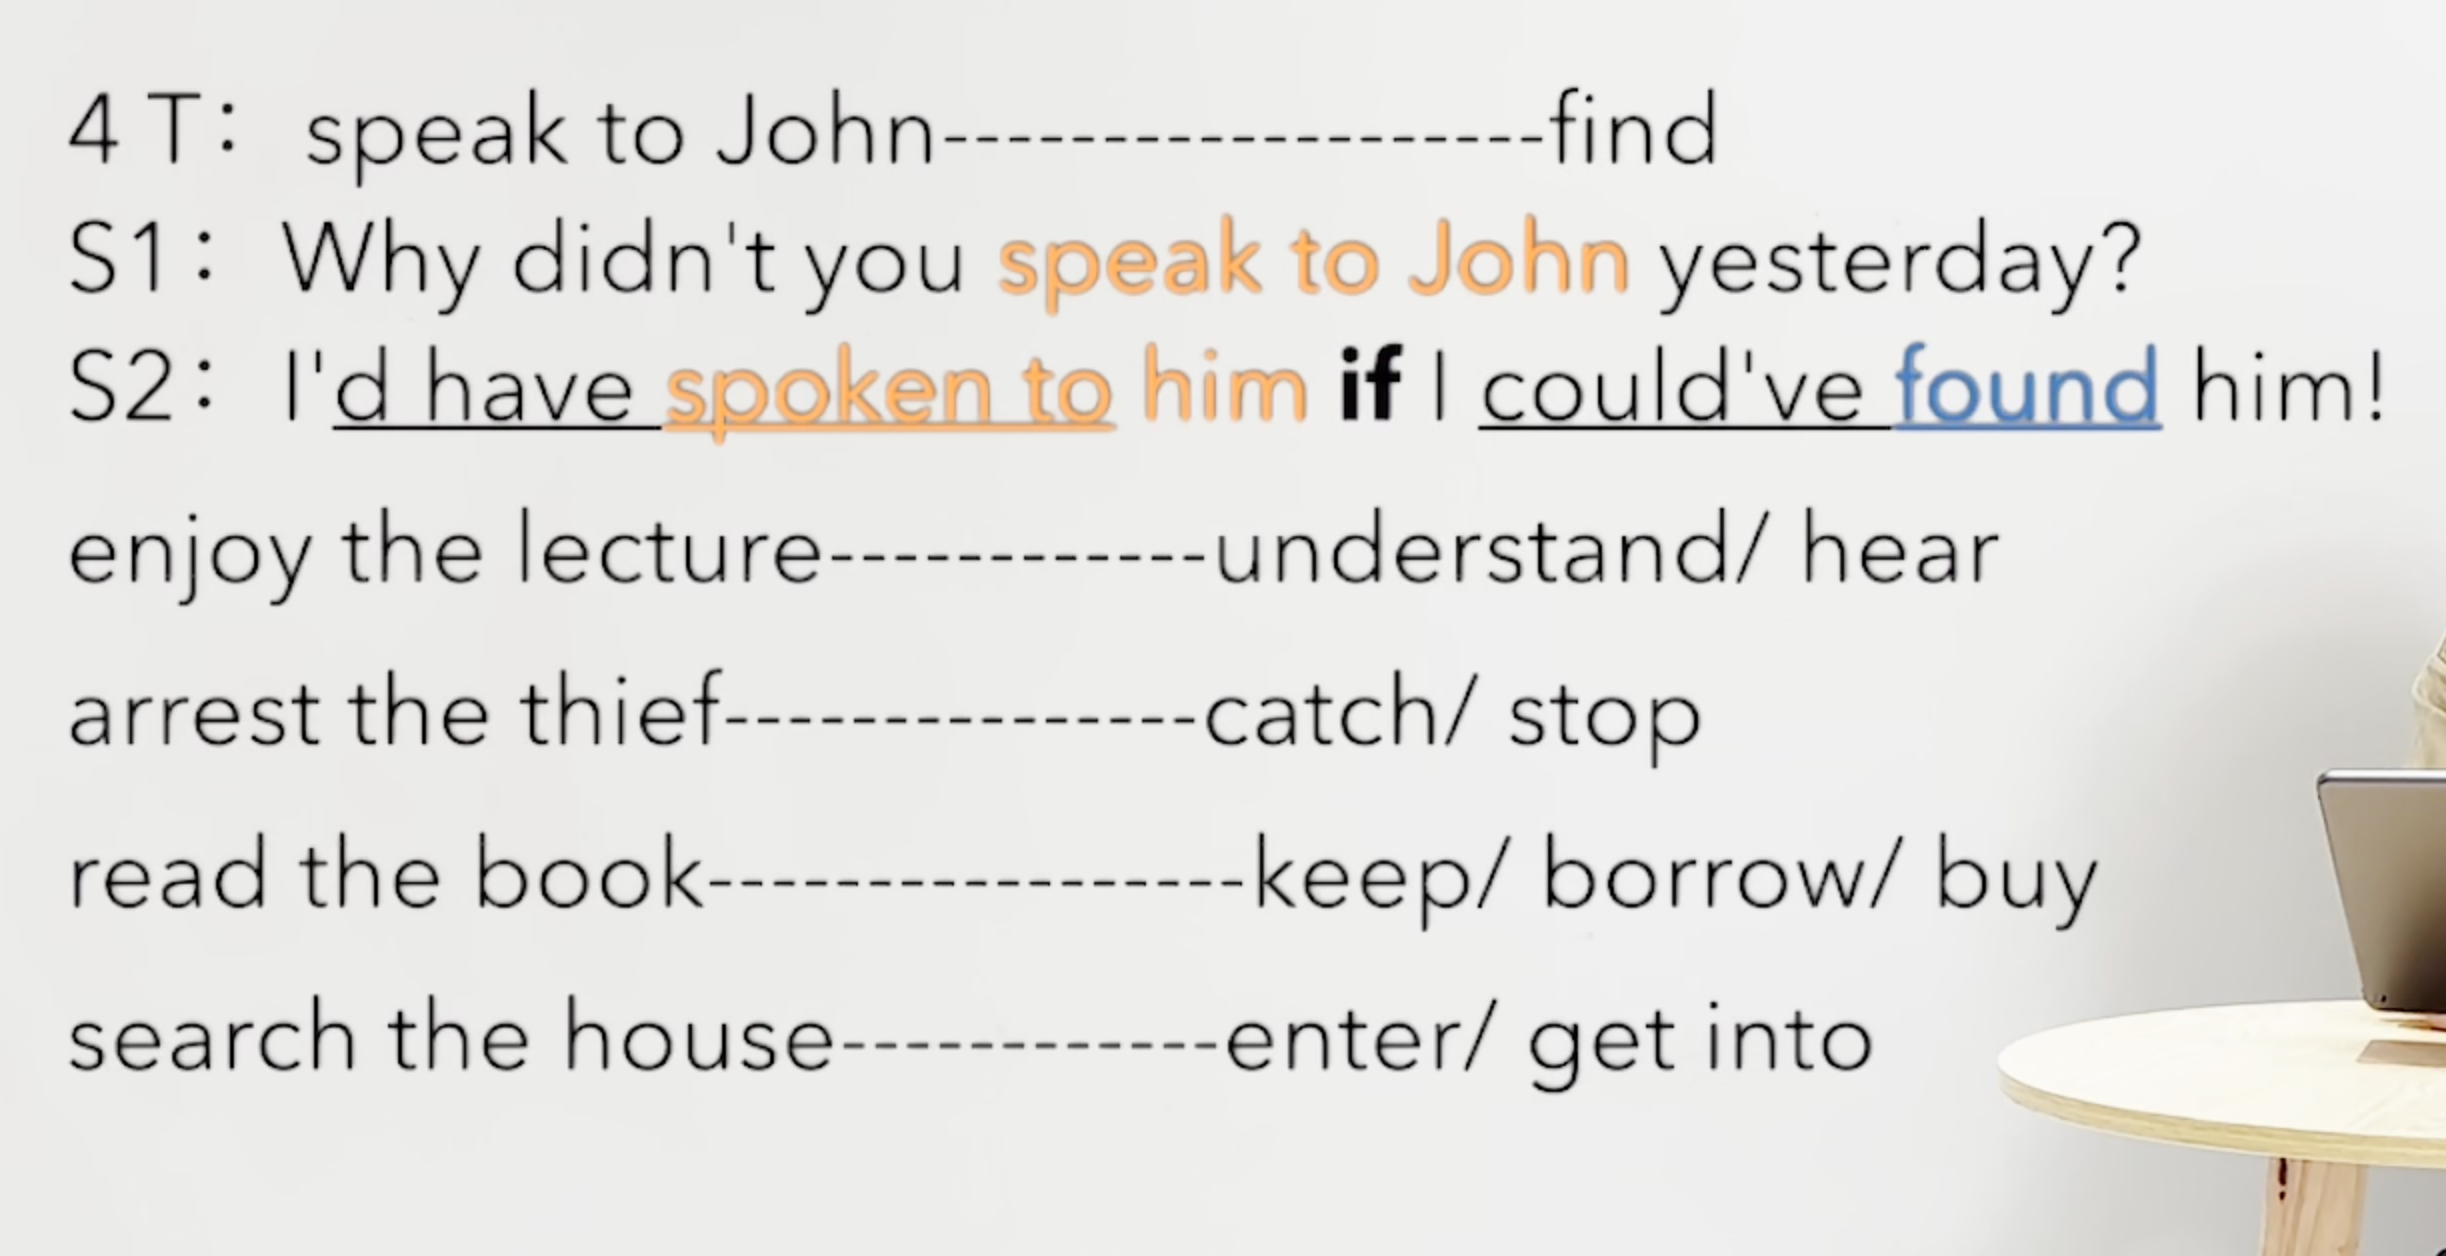 4 T： speak to John-------------------find
S1： Why didn't you speak to John yesterday?
S2： I'd have spoken to him if I could've found him!
enjoy the lecture------------understand/ hear
arrest the thief---------------catch/ stop
read the book-----------------keep/ borrow/ buy
search the house------------enter/ get into